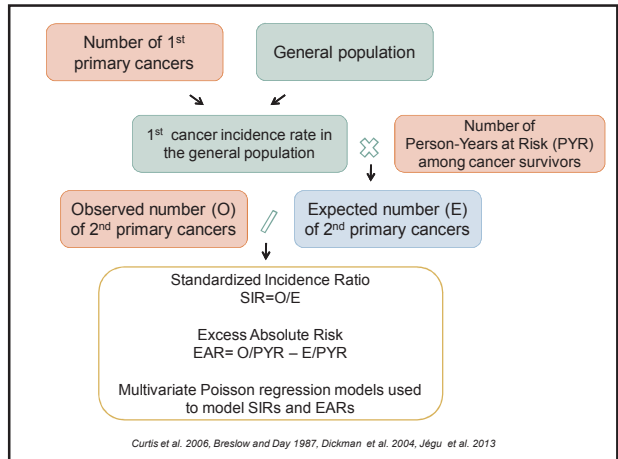 Number of 1st
primary cancers
General population
1st cancer incidence rate in
the general population
Number of
Person-Years at Risk (PYR)
among cancer survivors
Observed number (O)
of 2nd primary cancers
Expected number (E)
of 2nd primary cancers
Standardized Incidence Ratio
SIR=O/E
Excess Absolute Risk
EAR= O/PYR – E/PYR
Multivariate Poisson regression models used
to model SIRs and EARs
Curtis et al. 2006, Breslow and Day 1987, Dickman et al. 2004, Jégu et al. 2013